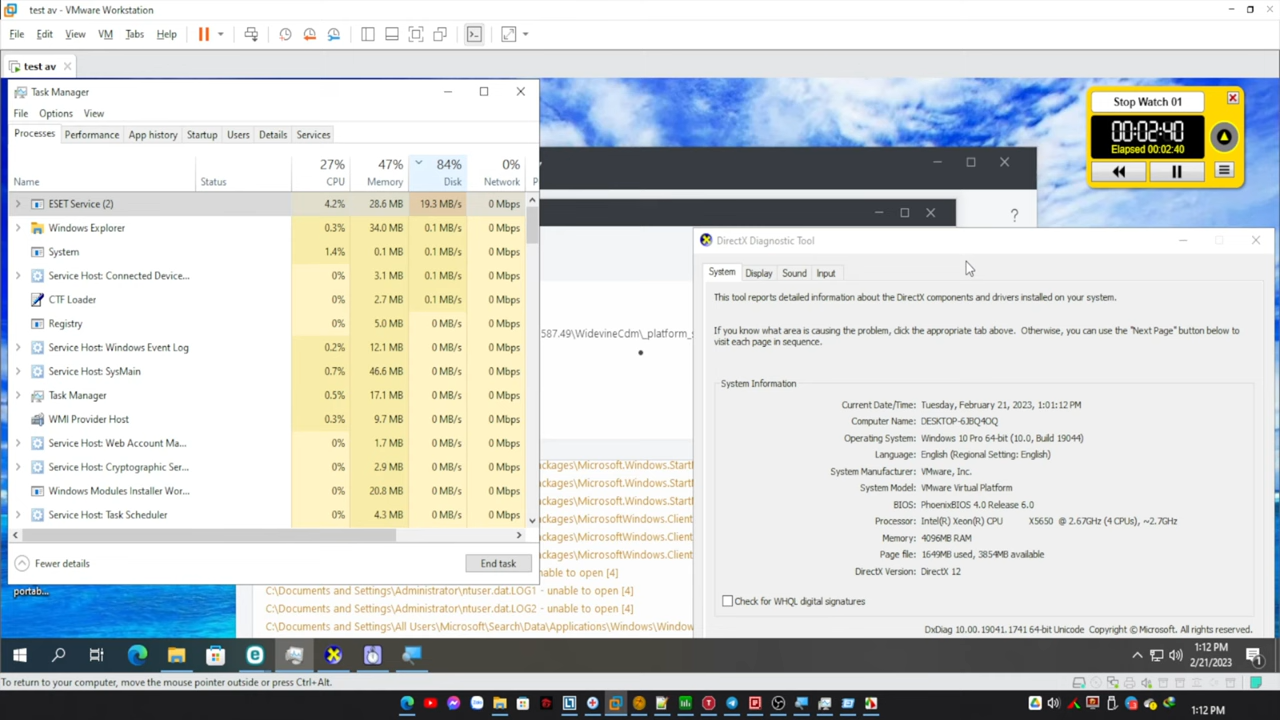 test av - VMware Workstation
File Edit View VM Tabs Help
test av
Task Manager
File Options View
Processes Performance App history Startup Users Details Services
27% 47% 84% 0%
Name Status CPU Memory Disk Network P
ESET Service (2) 4.2% 28.6 MB 19.3 MB/s 0 Mbps
Windows Explorer 0.3% 34.0 MB 0.1 MB/s 0 Mbps
System 1.4% 0.1 MB 0.1 MB/s 0 Mbps
Service Host: Connected Device... 0% 3.1 MB 0.1 MB/s 0 Mbps
CTF Loader 0% 2.7 MB 0.1 MB/s 0 Mbps
Registry 0% 5.0 MB 0 MB/s 0 Mbps
Service Host: Windows Event Log 0.2% 12.1 MB 0 MB/s 0 Mbps
Service Host: SysMain 0.7% 46.6 MB 0 MB/s 0 Mbps
Task Manager 0.5% 17.1 MB 0 MB/s 0 Mbps
WMI Provider Host 0.3% 9.7 MB 0 MB/s 0 Mbps
Service Host: Web Account Ma... 0% 1.7 MB 0 MB/s 0 Mbps
Service Host: Cryptographic Ser... 0% 2.9 MB 0 MB/s 0 Mbps
Windows Modules Installer Wor... 0% 20.8 MB 0 MB/s 0 Mbps
Service Host: Task Scheduler 0% 4.3 MB 0 MB/s 0 Mbps
Fewer details End task
Stop Watch 01
00:02:40
Elapsed 00:02:40
?
587.49\WidevineCdm\_platform_s
DirectX Diagnostic Tool
System Display Sound Input
This tool reports detailed information about the DirectX components and drivers installed on your system.
If you know what area is causing the problem, click the appropriate tab above. Otherwise, you can use the "Next Page" button below to
visit each page in sequence.
System Information
Current Date/Time: Tuesday, February 21, 2023, 1:01:12 PM
Computer Name: DESKTOP-6JBQ4OQ
Operating System: Windows 10 Pro 64-bit (10.0, Build 19044)
Language: English (Regional Setting: English)
System Manufacturer: VMware, Inc.
System Model: VMware Virtual Platform
BIOS: PhoenixBIOS 4.0 Release 6.0
Processor: Intel(R) Xeon(R) CPU X5650 @ 2.67GHz (4 CPUs), ~2.7GHz
Memory: 4096MB RAM
Page file: 1649MB used, 3854MB available
DirectX Version: DirectX 12
Check for WHQL digital signatures
DxDiag 10.00.19041.1741 64-bit Unicode Copyright © Microsoft. All rights reserved.
ackages\Microsoft.Windows.StartM
ackages\Microsoft.Windows.StartM
ackages\Microsoft.Windows.StartM
ackages\MicrosoftWindows.Client
ackages\MicrosoftWindows.Client
ackages\MicrosoftWindows.Client
nable to open [4]
C:\Documents and Settings\Administrator\ntuser.dat.LOG1 - unable to open [4]
C:\Documents and Settings\Administrator\ntuser.dat.LOG2 - unable to open [4]
C:\Documents and Settings\All Users\Microsoft\Search\Data\Applications\Windows\Window
portab...
1:12 PM
2/21/2023
To return to your computer, move the mouse pointer outside or press Ctrl+Alt.
1:12 PM